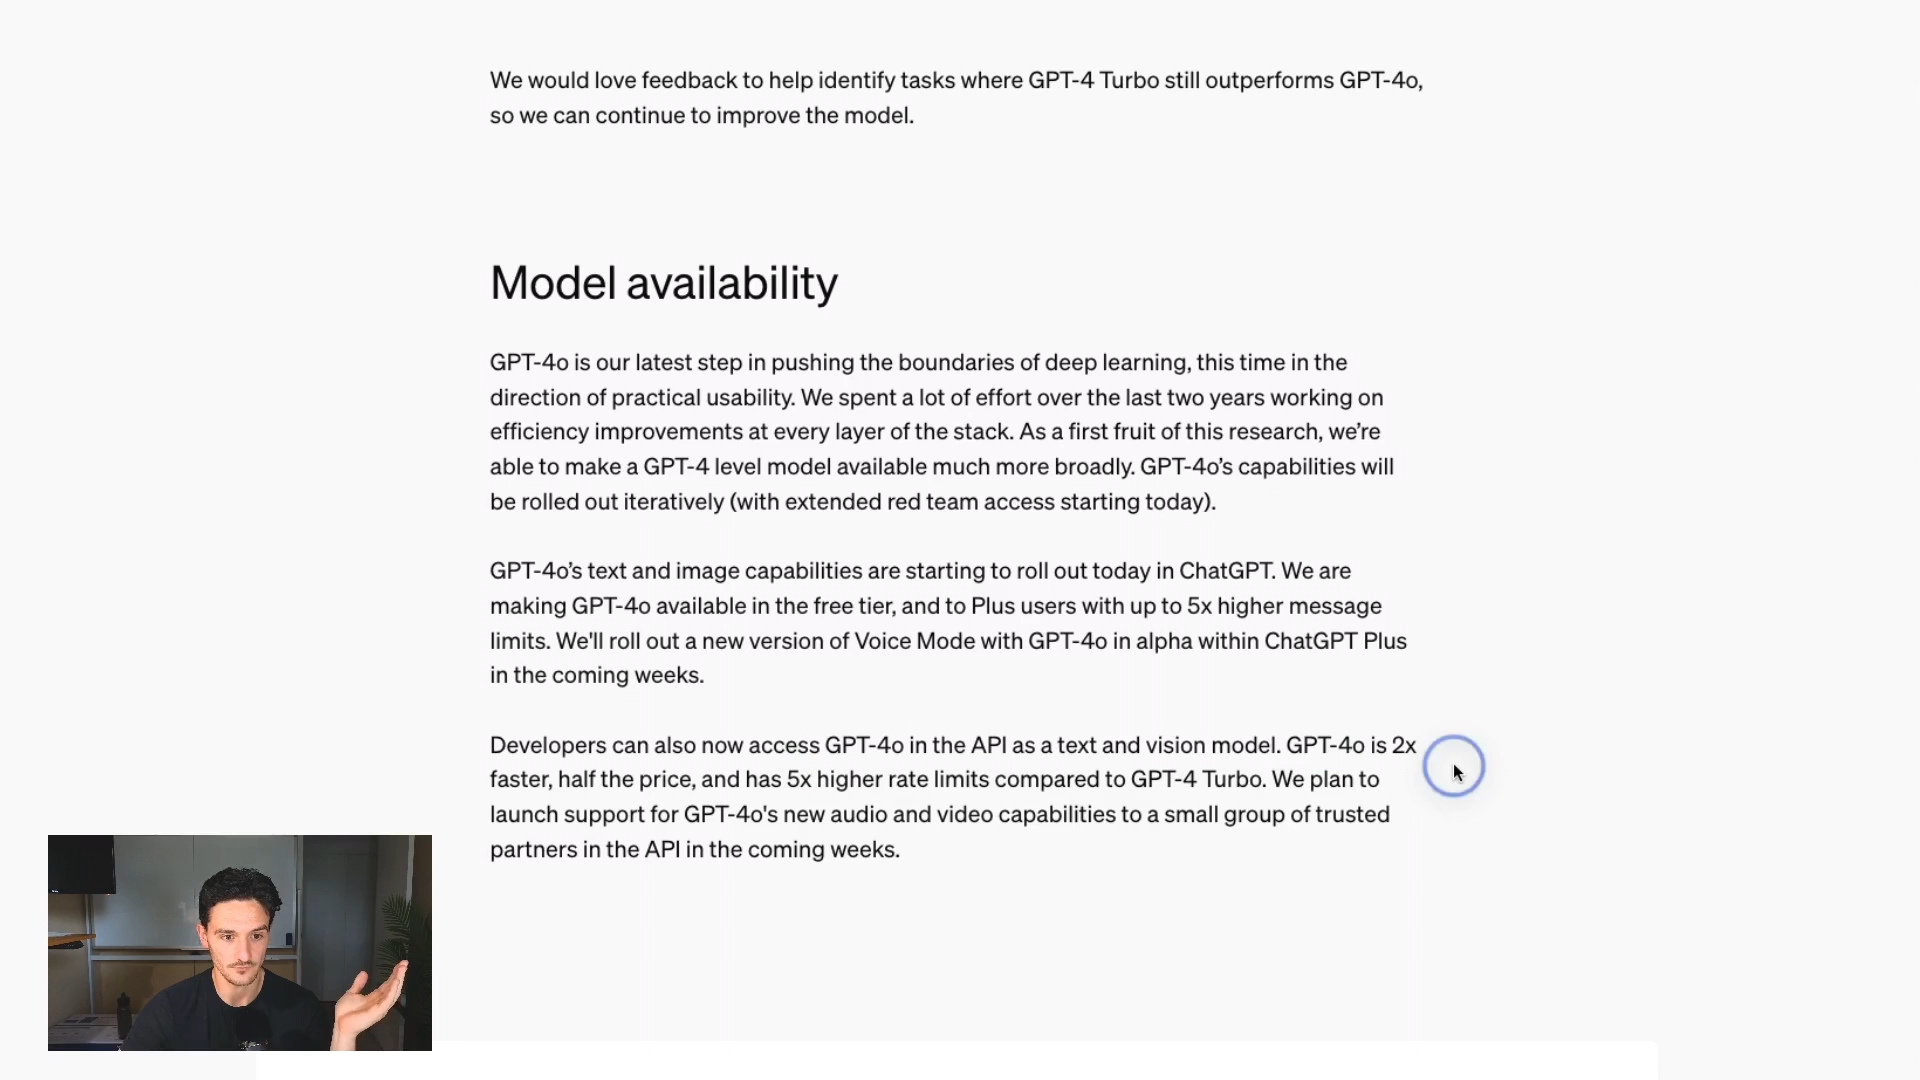 We would love feedback to help identify tasks where GPT-4 Turbo still outperforms GPT-4o,
so we can continue to improve the model.
Model availability
GPT-4o is our latest step in pushing the boundaries of deep learning, this time in the
direction of practical usability. We spent a lot of effort over the last two years working on
efficiency improvements at every layer of the stack. As a first fruit of this research, we’re
able to make a GPT-4 level model available much more broadly. GPT-4o’s capabilities will
be rolled out iteratively (with extended red team access starting today).
GPT-4o’s text and image capabilities are starting to roll out today in ChatGPT. We are
making GPT-4o available in the free tier, and to Plus users with up to 5x higher message
limits. We'll roll out a new version of Voice Mode with GPT-4o in alpha within ChatGPT Plus
in the coming weeks.
Developers can also now access GPT-4o in the API as a text and vision model. GPT-4o is 2x
faster, half the price, and has 5x higher rate limits compared to GPT-4 Turbo. We plan to
launch support for GPT-4o's new audio and video capabilities to a small group of trusted
partners in the API in the coming weeks.